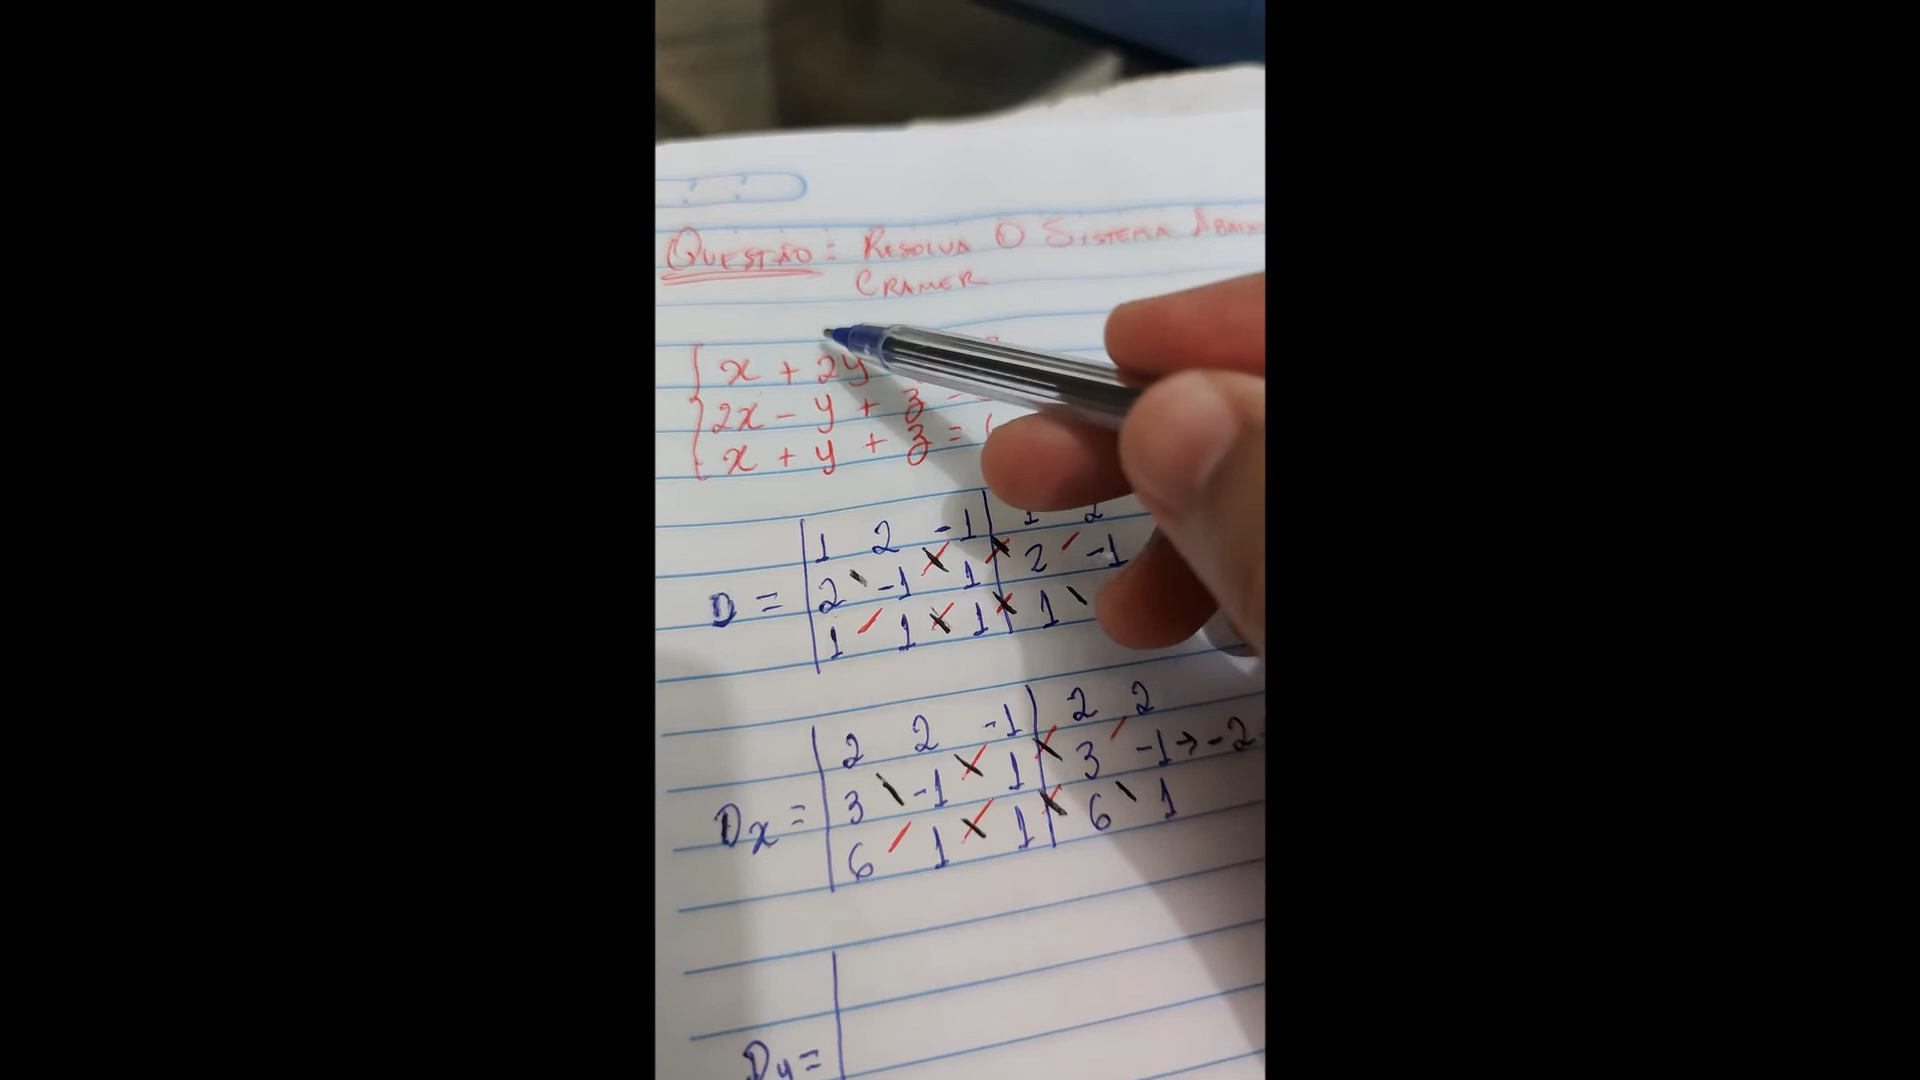 QUESTÃO: RESOLVA O SISTEMA ABAIXO
CRAMER
x + 2y
2x - y + z =
x + y + z = 6
1 2 -1 | 1 2
D = | 2 -1 1 | 2 -1
1 1 1 | 1
2 2 -1 | 2 2
Dx = | 3 -1 1 | 3 -1 → -2
6 1 1 | 6 1
Dy = |